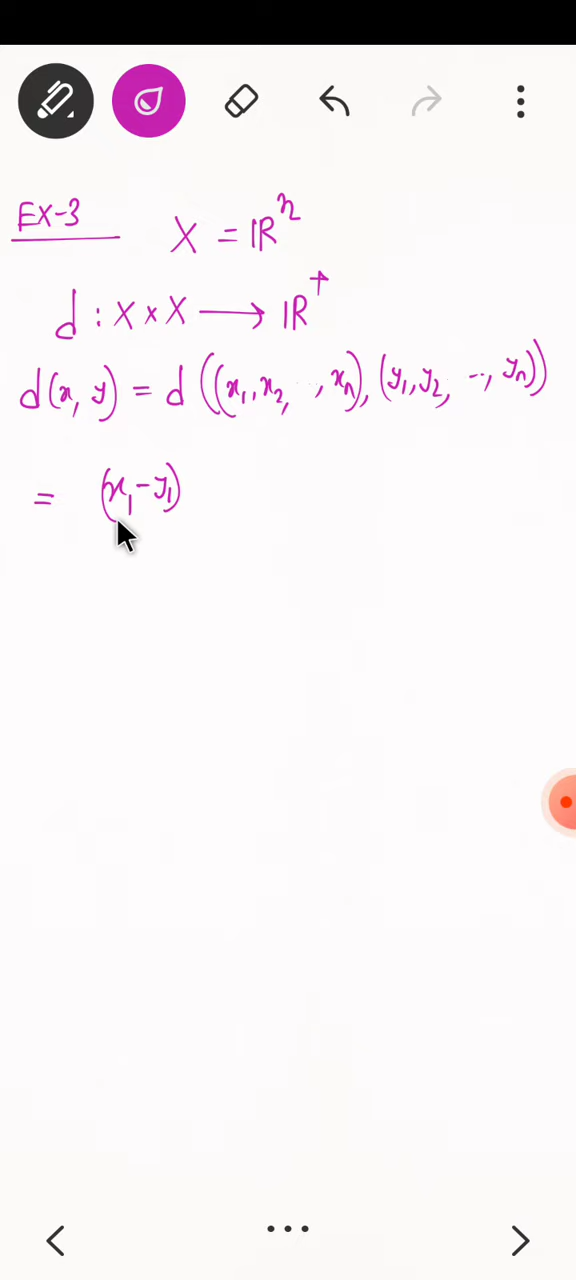 EX-3 X = ℝⁿ
d : X × X ⟶ ℝ⁺
d(x, y) = d((x₁, x₂, .., xₙ), (y₁, y₂, .., yₙ))
= (x₁ - y₁)